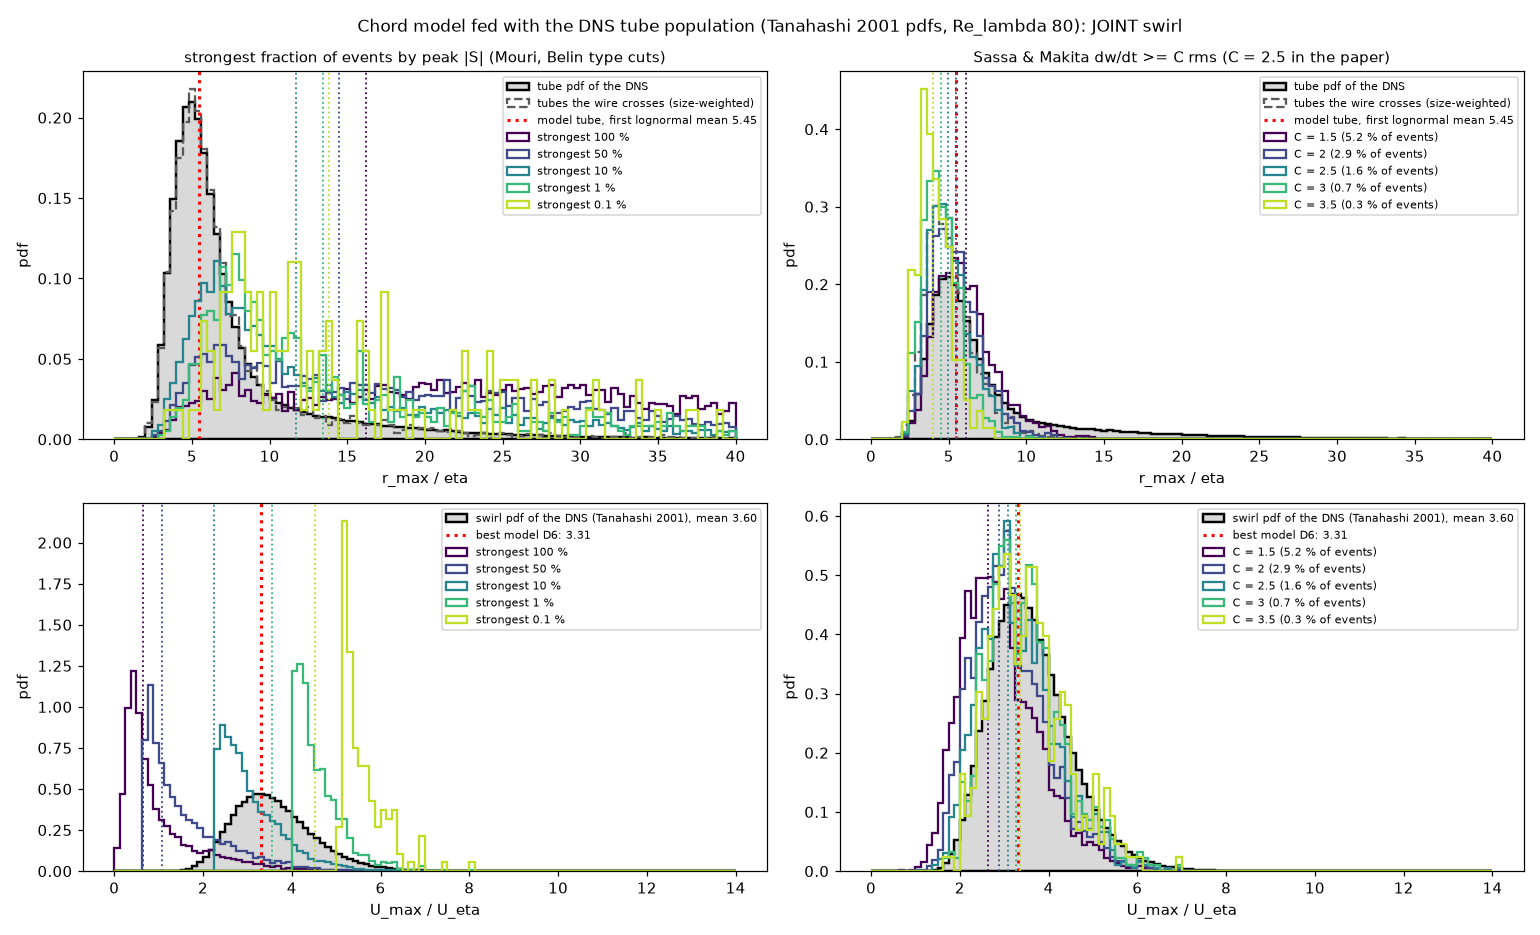 Chord model fed with the DNS tube population (Tanahashi 2001 pdfs, Re_lambda 80): JOINT swirl
strongest fraction of events by peak |S| (Mouri, Belin type cuts)
pdf
0.20
0.15
0.10
0.05
0.00
0 5 10 15 20 25 30 35 40
r_max / eta
tube pdf of the DNS
tubes the wire crosses (size-weighted)
model tube, first lognormal mean 5.45
strongest 100 %
strongest 50 %
strongest 10 %
strongest 1 %
strongest 0.1 %
Sassa & Makita dw/dt >= C rms (C = 2.5 in the paper)
pdf
0.4
0.3
0.2
0.1
0.0
0 5 10 15 20 25 30 35 40
r_max / eta
tube pdf of the DNS
tubes the wire crosses (size-weighted)
model tube, first lognormal mean 5.45
C = 1.5 (5.2 % of events)
C = 2 (2.9 % of events)
C = 2.5 (1.6 % of events)
C = 3 (0.7 % of events)
C = 3.5 (0.3 % of events)
pdf
2.00
1.75
1.50
1.25
1.00
0.75
0.50
0.25
0.00
0 2 4 6 8 10 12 14
U_max / U_eta
swirl pdf of the DNS (Tanahashi 2001), mean 3.60
best model D6: 3.31
strongest 100 %
strongest 50 %
strongest 10 %
strongest 1 %
strongest 0.1 %
pdf
0.6
0.5
0.4
0.3
0.2
0.1
0.0
0 2 4 6 8 10 12 14
U_max / U_eta
swirl pdf of the DNS (Tanahashi 2001), mean 3.60
best model D6: 3.31
C = 1.5 (5.2 % of events)
C = 2 (2.9 % of events)
C = 2.5 (1.6 % of events)
C = 3 (0.7 % of events)
C = 3.5 (0.3 % of events)